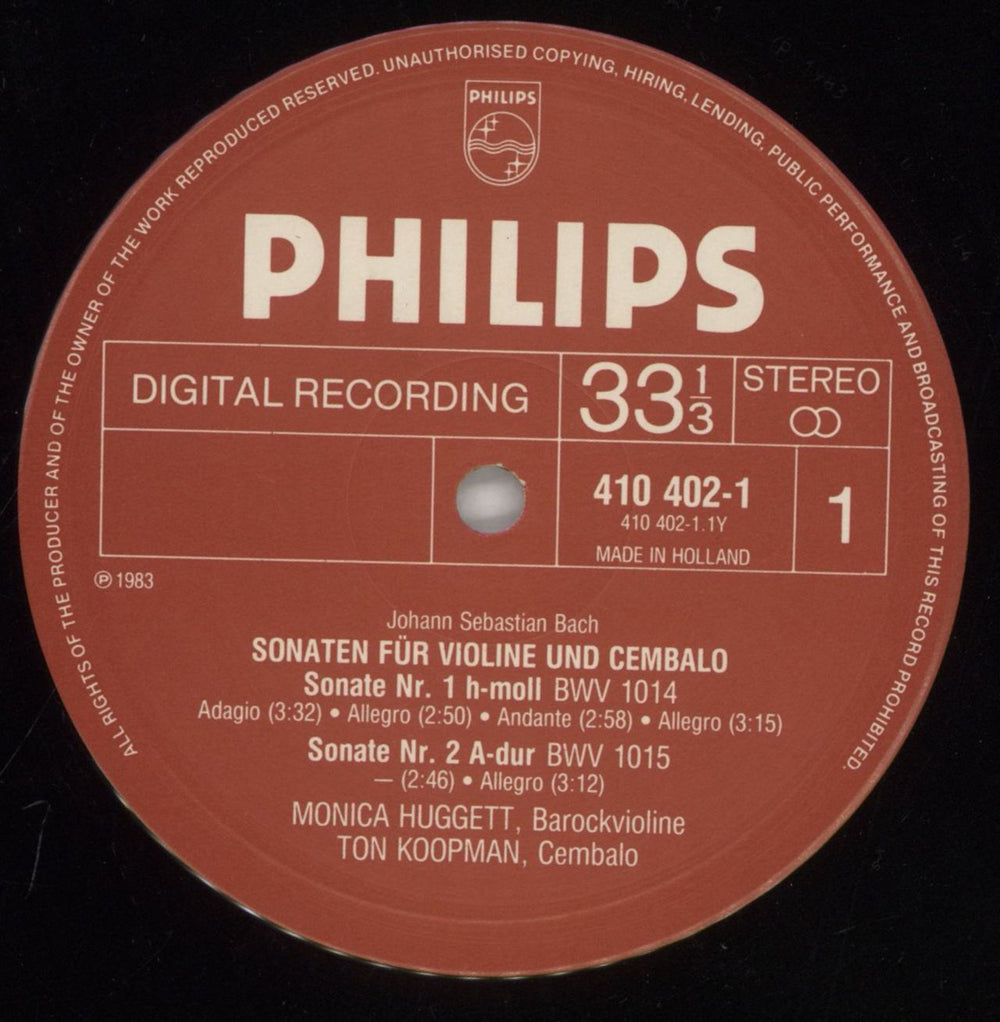 ALL RIGHTS OF THE PRODUCER AND OF THE OWNER OF THE WORK REPRODUCED RESERVED. UNAUTHORISED COPYING, HIRING, LENDING, PUBLIC PERFORMANCE AND BROADCASTING OF THIS RECORD PROHIBITED.
PHILIPS
PHILIPS
DIGITAL RECORDING
33 1/3
STEREO
410 402-1
410 402-1.1Y
MADE IN HOLLAND
1
℗ 1983
Johann Sebastian Bach
SONATEN FÜR VIOLINE UND CEMBALO
Sonate Nr. 1 h-moll BWV 1014
Adagio (3:32) • Allegro (2:50) • Andante (2:58) • Allegro (3:15)
Sonate Nr. 2 A-dur BWV 1015
— (2:46) • Allegro (3:12)
MONICA HUGGETT, Barockvioline
TON KOOPMAN, Cembalo